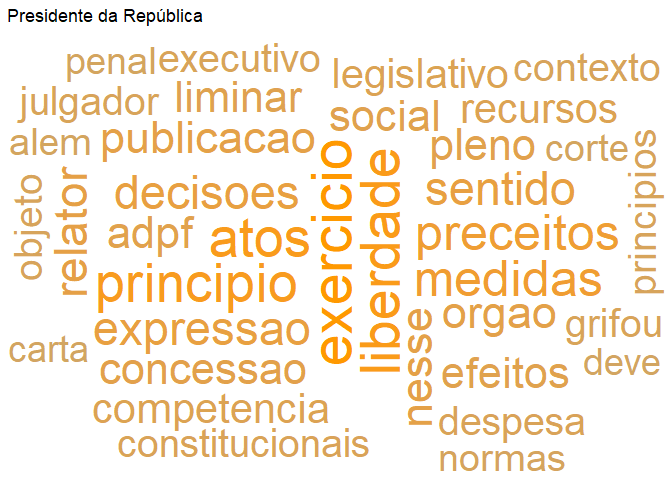 Presidente da República
penal
executivo
legislativo
contexto
julgador
liminar
social
recursos
alem
publicacao
pleno
corte
principios
objeto
relator
decisoes
exercicio
liberdade
sentido
adpf
atos
preceitos
principio
medidas
expressao
nesse
orgao
grifou
carta
concessao
efeitos
deve
competencia
despesa
constitucionais
normas